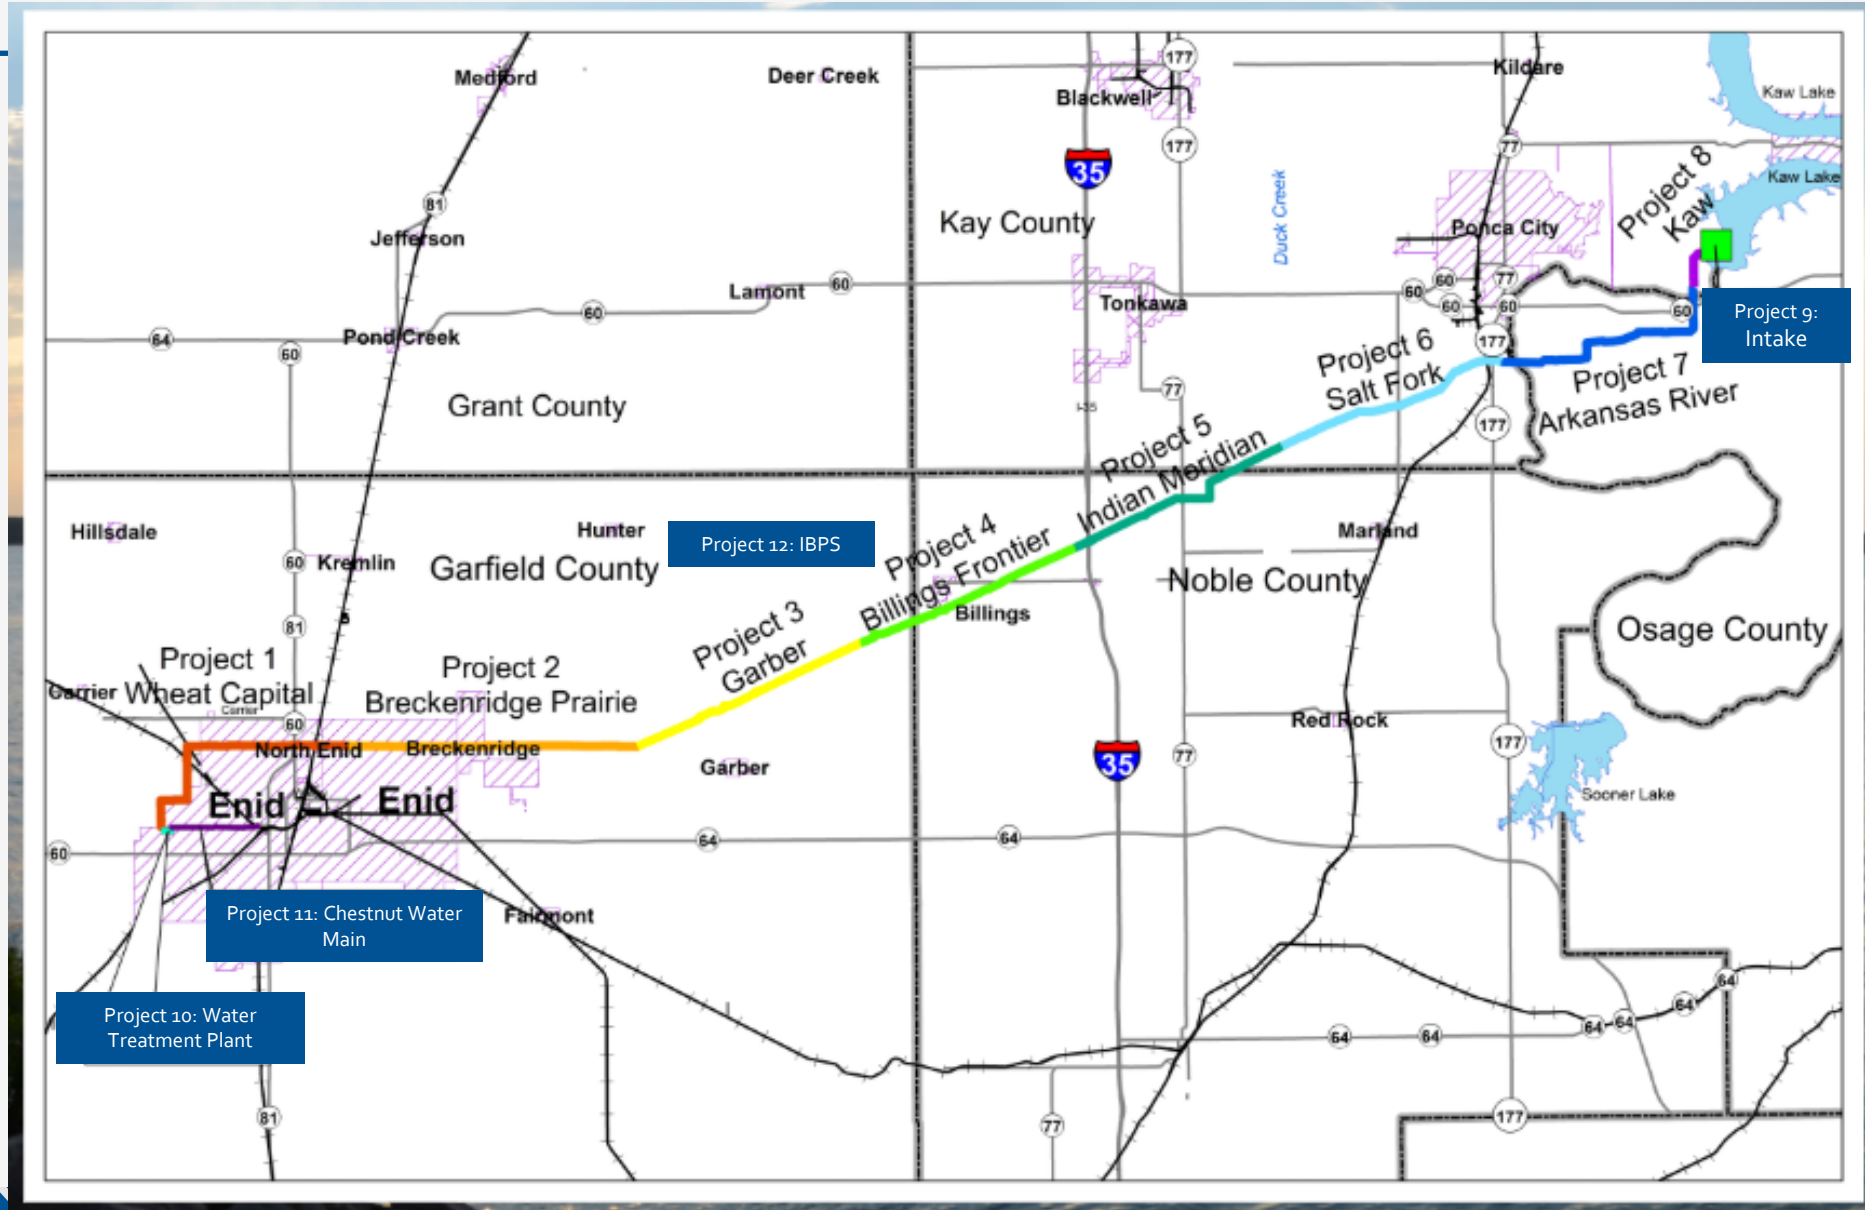 Medford
Deer Creek
177
Blackwell
Kildare
Kaw Lake
177
77
35
Kaw Lake
Project 8
Kaw
81
Jefferson
Kay County
Duck Creek
Ponca City
Lamont
60
60
Tonkawa
60
60
77
60
60
60
Project 9:
Intake
64
60
Pond Creek
177
Project 6
Salt Fork
Project 7
Arkansas River
Grant County
77
I-35
177
Project 5
Indian Meridian
Hillsdale
Hunter
Project 12: IBPS
Project 4
Billings Frontier
Marland
60
Kremlin
Garfield County
Noble County
Billings
81
Project 3
Garber
Osage County
Project 1
Wheat Capital
Project 2
Breckenridge Prairie
Carrier
Carrier
60
Red Rock
North Enid
Breckenridge
Garber
35
77
177
Sooner Lake
Enid
Enid
60
64
64
Project 11: Chestnut Water
Main
Fairmont
Project 10: Water
Treatment Plant
64
64
64
64
64
64
81
77
177